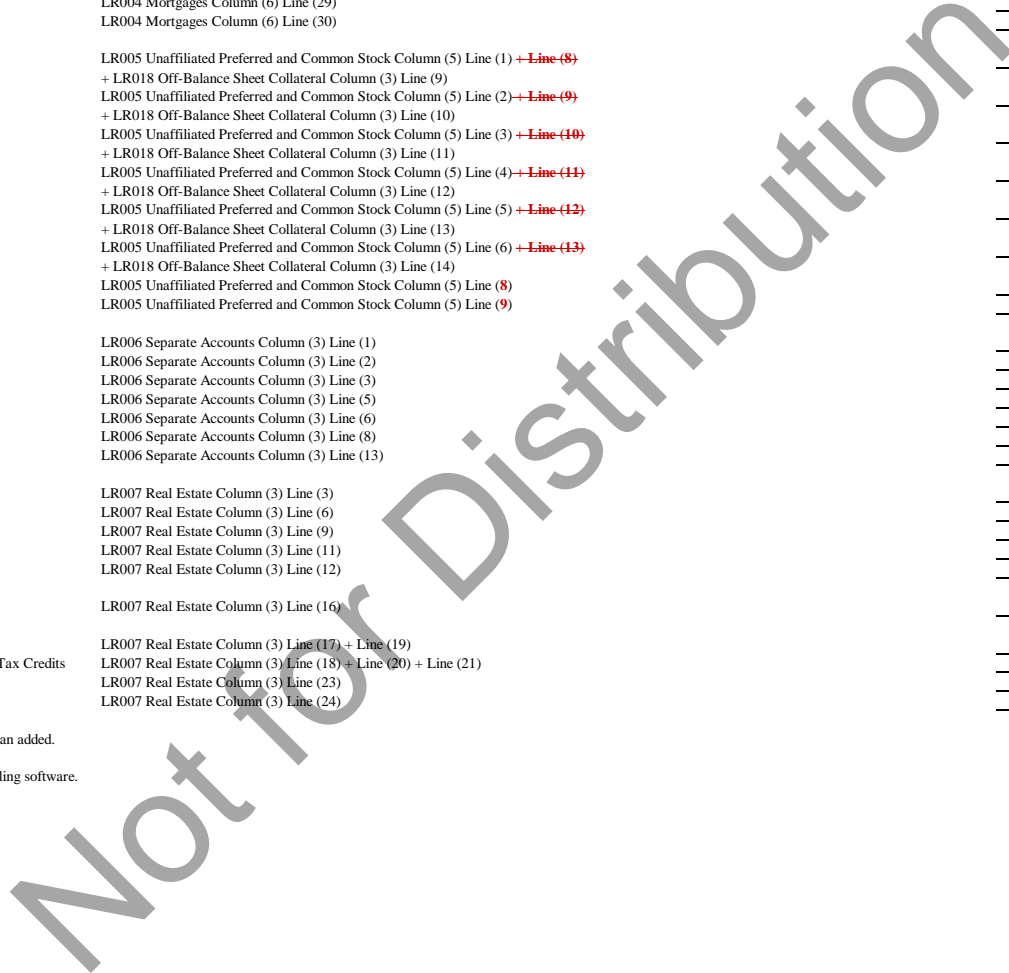 LR004 Mortgages Column (6) Line (29)
LR004 Mortgages Column (6) Line (30)
LR005 Unaffiliated Preferred and Common Stock Column (5) Line (1) + Line (8)
+ LR018 Off-Balance Sheet Collateral Column (3) Line (9)
LR005 Unaffiliated Preferred and Common Stock Column (5) Line (2) + Line (9)
+ LR018 Off-Balance Sheet Collateral Column (3) Line (10)
LR005 Unaffiliated Preferred and Common Stock Column (5) Line (3) + Line (10)
+ LR018 Off-Balance Sheet Collateral Column (3) Line (11)
LR005 Unaffiliated Preferred and Common Stock Column (5) Line (4) + Line (11)
+ LR018 Off-Balance Sheet Collateral Column (3) Line (12)
LR005 Unaffiliated Preferred and Common Stock Column (5) Line (5) + Line (12)
+ LR018 Off-Balance Sheet Collateral Column (3) Line (13)
LR005 Unaffiliated Preferred and Common Stock Column (5) Line (6) + Line (13)
+ LR018 Off-Balance Sheet Collateral Column (3) Line (14)
LR005 Unaffiliated Preferred and Common Stock Column (5) Line (8)
LR005 Unaffiliated Preferred and Common Stock Column (5) Line (9)
LR006 Separate Accounts Column (3) Line (1)
LR006 Separate Accounts Column (3) Line (2)
LR006 Separate Accounts Column (3) Line (3)
LR006 Separate Accounts Column (3) Line (5)
LR006 Separate Accounts Column (3) Line (6)
LR006 Separate Accounts Column (3) Line (8)
LR006 Separate Accounts Column (3) Line (13)
LR007 Real Estate Column (3) Line (3)
LR007 Real Estate Column (3) Line (6)
LR007 Real Estate Column (3) Line (9)
LR007 Real Estate Column (3) Line (11)
LR007 Real Estate Column (3) Line (12)
LR007 Real Estate Column (3) Line (16)
LR007 Real Estate Column (3) Line (17) + Line (19)
Tax Credits LR007 Real Estate Column (3) Line (18) + Line (20) + Line (21)
LR007 Real Estate Column (3) Line (23)
LR007 Real Estate Column (3) Line (24)
an added.
ling software.
Not for Distribution